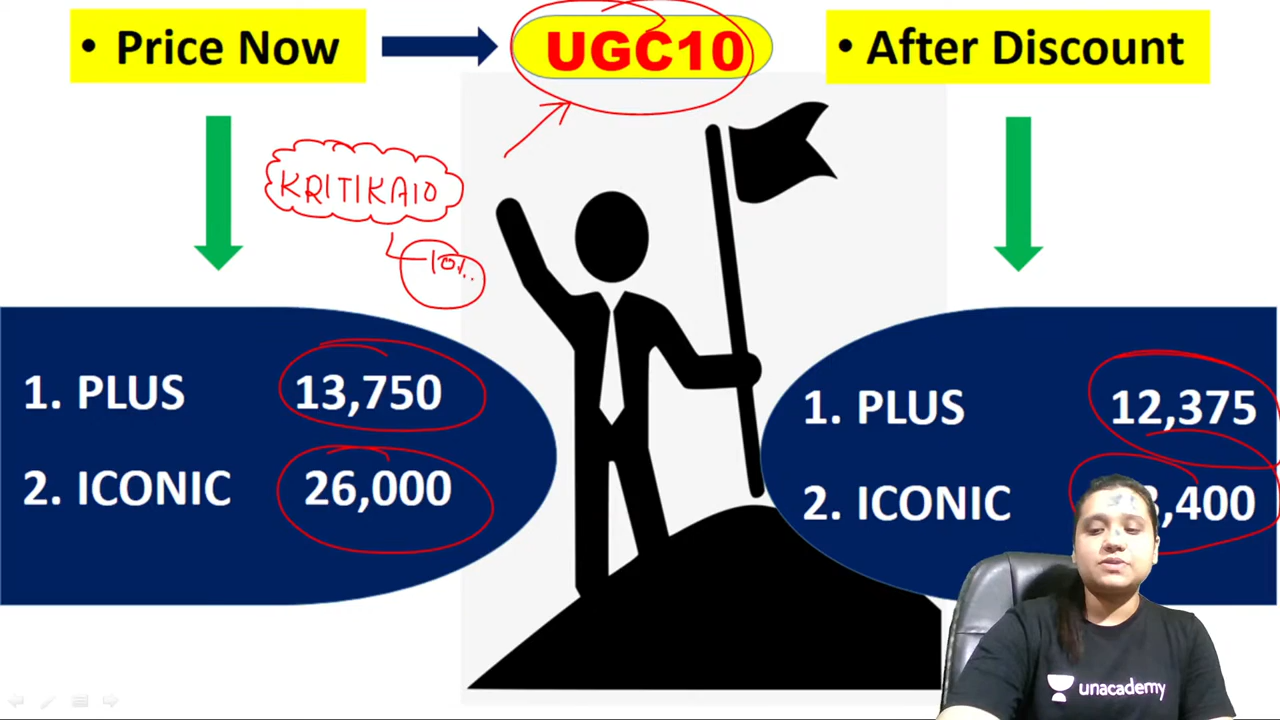 • Price Now
UGC10
• After Discount
KRITIKA10
10%
1. PLUS 13,750
2. ICONIC 26,000
1. PLUS 12,375
2. ICONIC ,400
unacademy